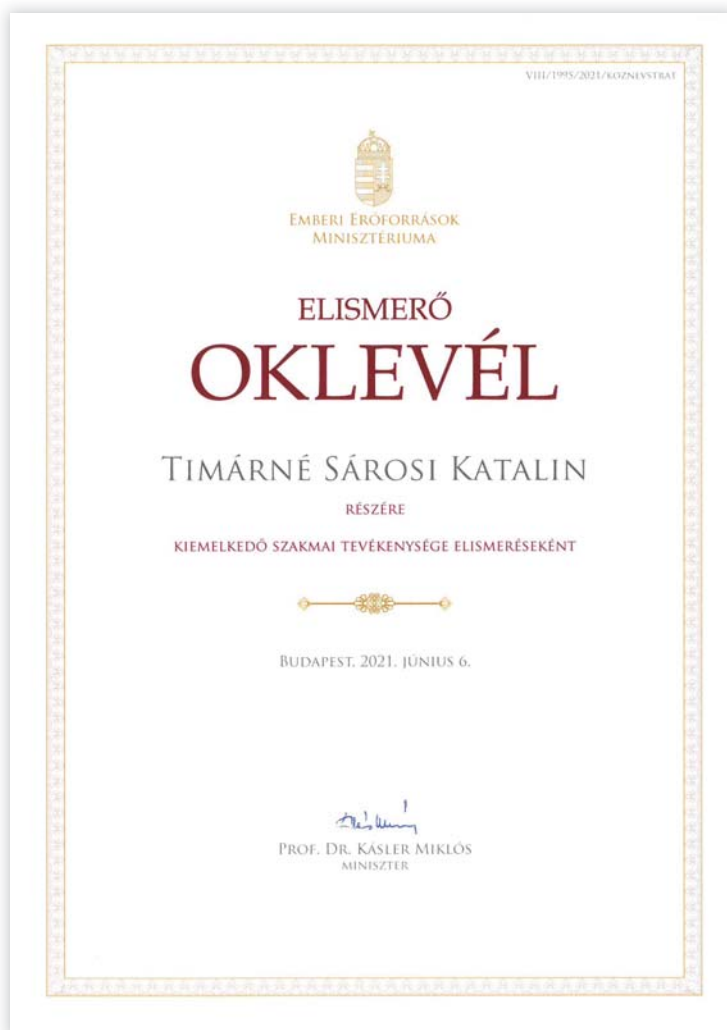 VIII/1995/2021/KOZNEVSTRAT
EMBERI ERŐFORRÁSOK
MINISZTÉRIUMA
ELISMERŐ
OKLEVÉL
TIMÁRNÉ SÁROSI KATALIN
RÉSZÉRE
KIEMELKEDŐ SZAKMAI TEVÉKENYSÉGE ELISMERÉSEKÉNT
BUDAPEST, 2021. JÚNIUS 6.
PROF. DR. KÁSLER MIKLÓS
MINISZTER